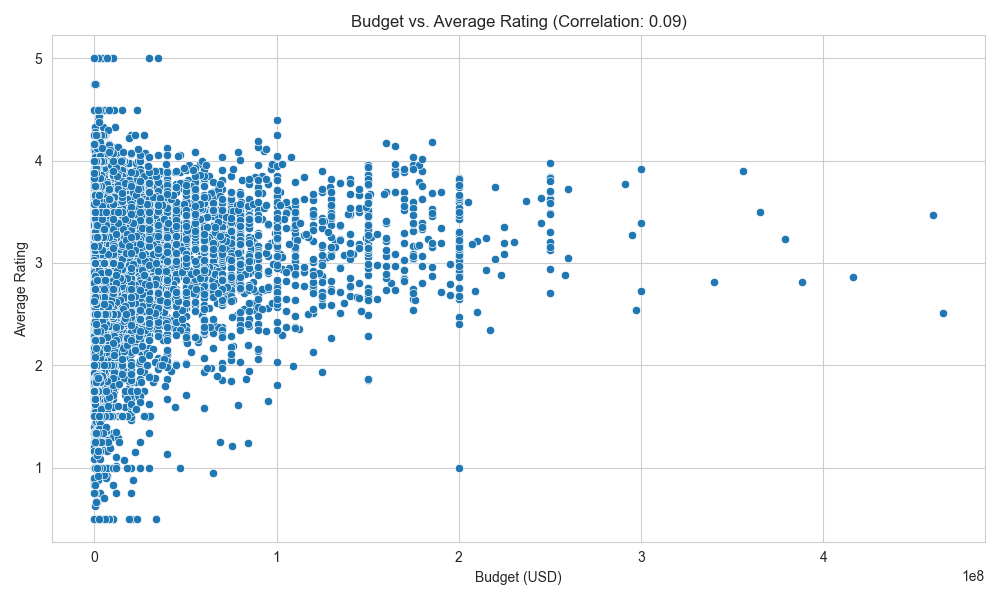 Budget vs. Average Rating (Correlation: 0.09)
5
4
3
2
1
Average Rating
0
1
2
3
4
1e8
Budget (USD)